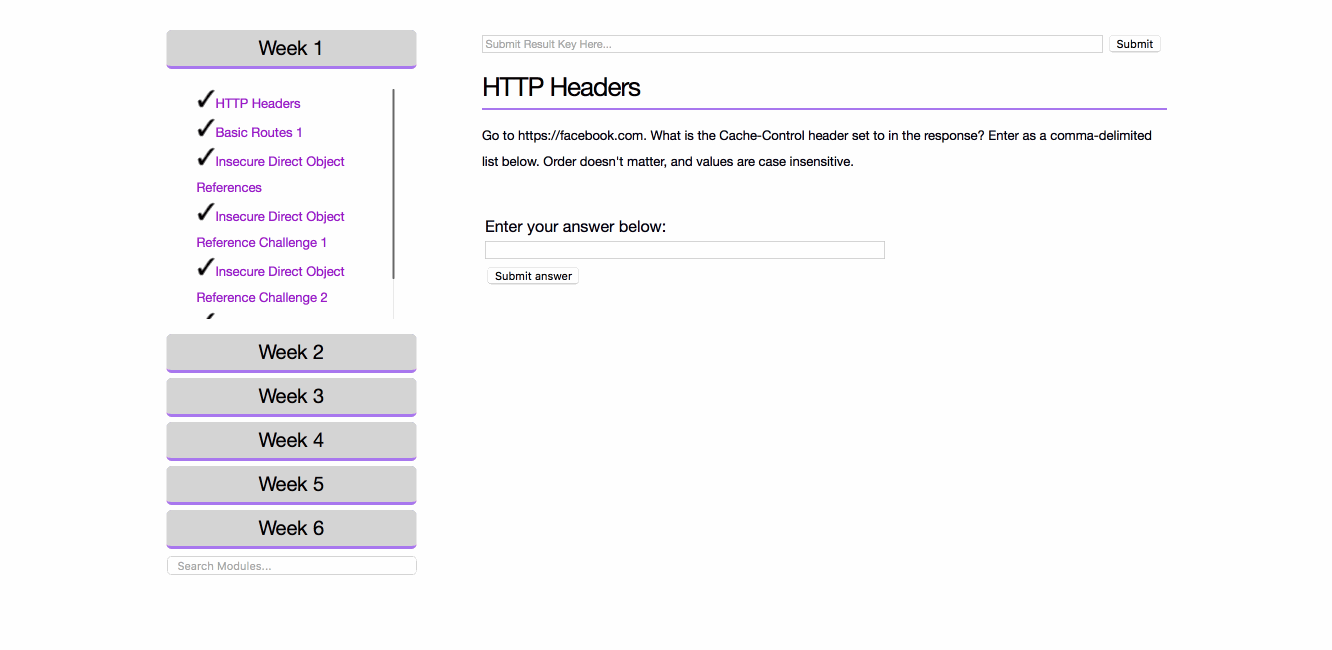 Week 1
HTTP Headers
Basic Routes 1
Insecure Direct Object
References
Insecure Direct Object
Reference Challenge 1
Insecure Direct Object
Reference Challenge 2
Week 2
Week 3
Week 4
Week 5
Week 6
Search Modules...
Submit Result Key Here...
Submit
HTTP Headers
Go to https://facebook.com. What is the Cache-Control header set to in the response? Enter as a comma-delimited
list below. Order doesn't matter, and values are case insensitive.
Enter your answer below:
Submit answer